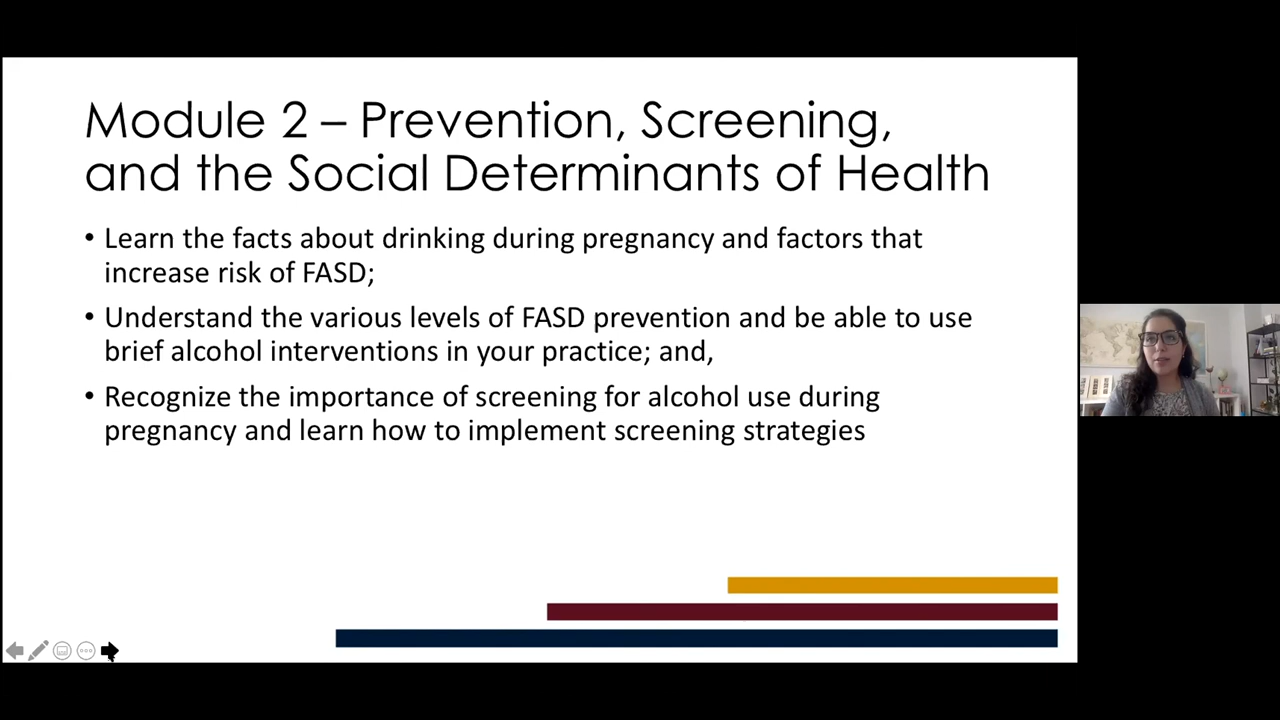 Module 2 – Prevention, Screening,
and the Social Determinants of Health
• Learn the facts about drinking during pregnancy and factors that
increase risk of FASD;
• Understand the various levels of FASD prevention and be able to use
brief alcohol interventions in your practice; and,
• Recognize the importance of screening for alcohol use during
pregnancy and learn how to implement screening strategies